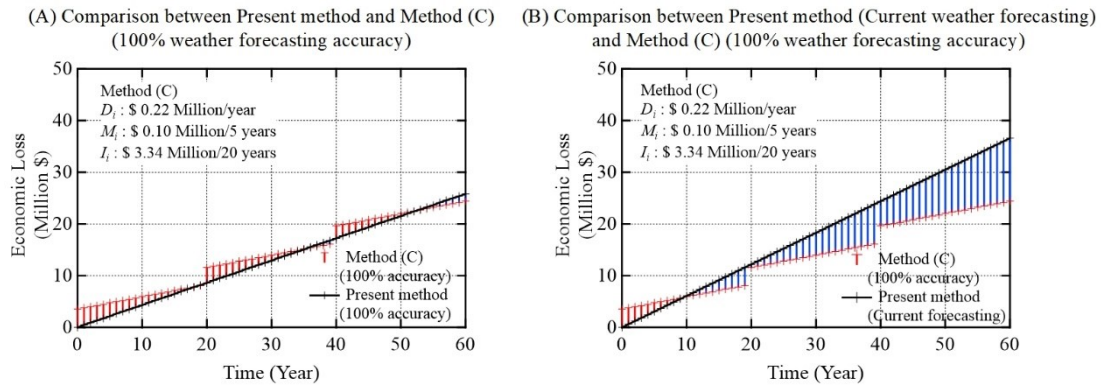 (A) Comparison between Present method and Method (C)
(100% weather forecasting accuracy)
50
40
30
20
10
0
Economic Loss
(Million $)
Method (C)
Di : $ 0.22 Million/year
Mi : $ 0.10 Million/5 years
Ii : $ 3.34 Million/20 years
Method (C)
(100% accuracy)
Present method
(100% accuracy)
0 10 20 30 40 50 60
Time (Year)
(B) Comparison between Present method (Current weather forecasting)
and Method (C) (100% weather forecasting accuracy)
50
40
30
20
10
0
Economic Loss
(Million $)
Method (C)
Di : $ 0.22 Million/year
Mi : $ 0.10 Million/5 years
Ii : $ 3.34 Million/20 years
Method (C)
(100% accuracy)
Present method
(Current forecasting)
0 10 20 30 40 50 60
Time (Year)